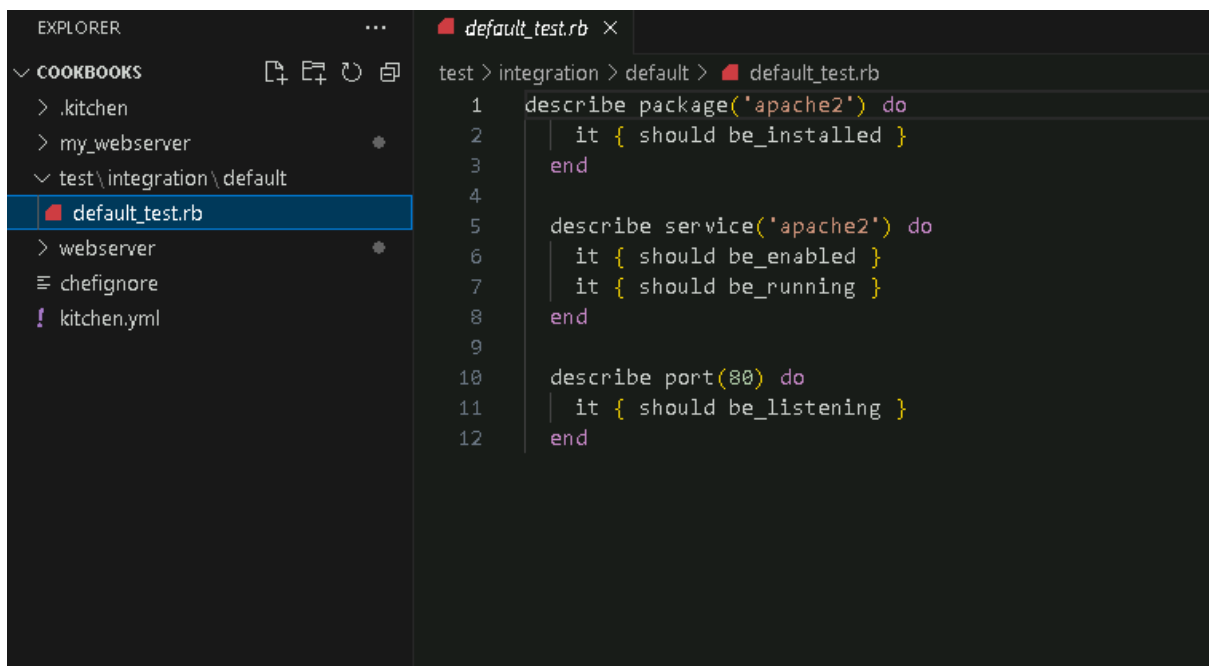 EXPLORER
...
COOKBOOKS
> .kitchen
> my_webserver
test\integration\default
default_test.rb
> webserver
chefignore
! kitchen.yml
default_test.rb ×
test > integration > default > default_test.rb
1 describe package('apache2') do
2 it { should be_installed }
3 end
4
5 describe service('apache2') do
6 it { should be_enabled }
7 it { should be_running }
8 end
9
10 describe port(80) do
11 it { should be_listening }
12 end